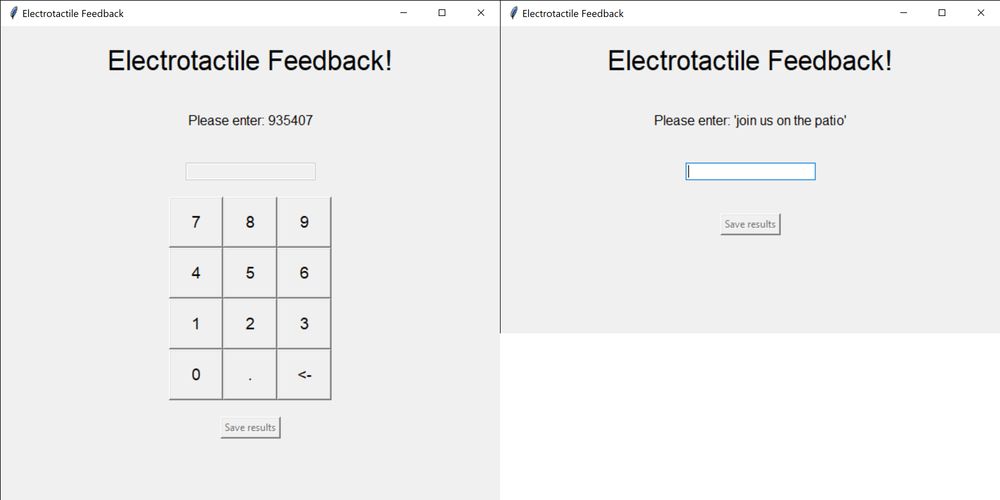 Electrotactile Feedback
Electrotactile Feedback!
Please enter: 935407
7 8 9
4 5 6
1 2 3
0 . <-
Save results
Electrotactile Feedback
Electrotactile Feedback!
Please enter: 'join us on the patio'
Save results